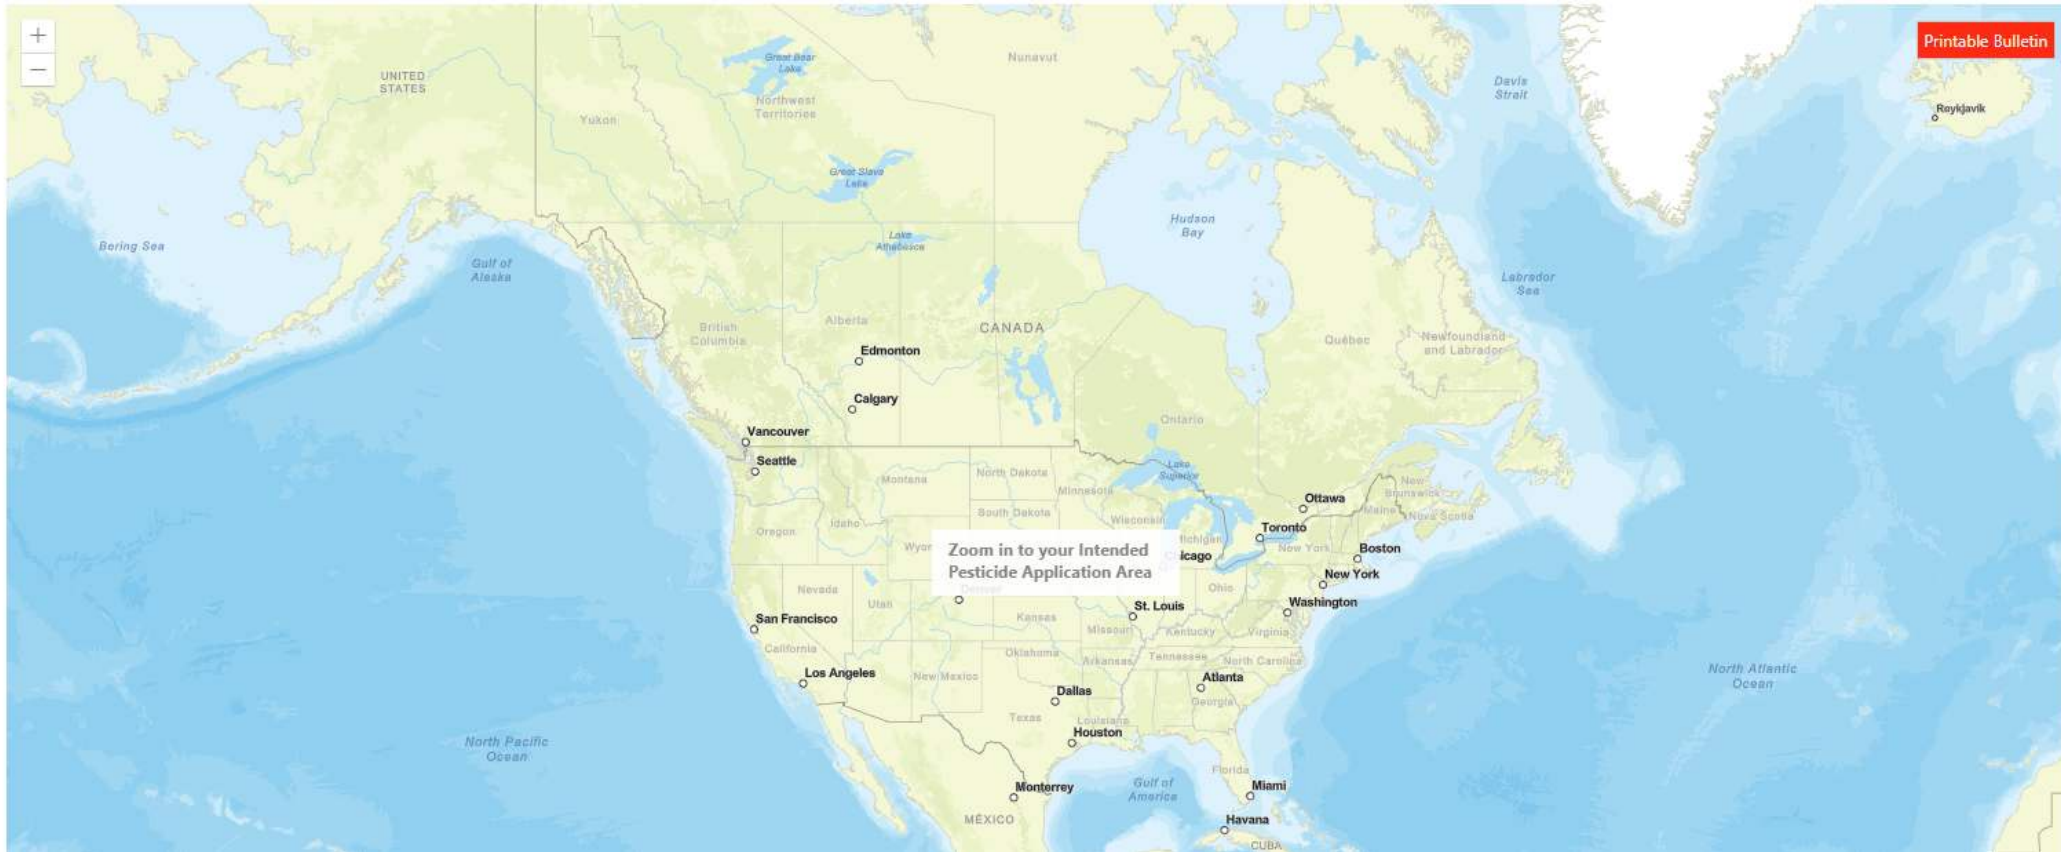 +
−
Printable Bulletin
Great Bear
Lake
Nunavut
UNITED
STATES
Davis
Strait
Northwest
Territories
Reykjavik
Yukon
Great Slave
Lake
Hudson
Bay
Bering Sea
Lake
Athabasca
Gulf of
Alaska
Labrador
Sea
British
Columbia
Alberta
CANADA
Québec
Newfoundland
and Labrador
Edmonton
Calgary
Ontario
Vancouver
Seattle
Lake
Superior
Montana
North Dakota
Minnesota
New
Brunswick
Ottawa
Maine
Nova Scotia
South Dakota
Wisconsin
Oregon
Idaho
Toronto
Michigan
New York
Boston
Zoom in to your Intended
Pesticide Application Area
Chicago
New York
Nevada
Utah
Denver
Ohio
Washington
St. Louis
Kansas
San Francisco
Missouri
Kentucky
Virginia
California
Oklahoma
Arkansas
Tennessee
North Carolina
Los Angeles
New Mexico
Atlanta
North Atlantic
Ocean
Dallas
Georgia
Texas
Louisiana
Houston
North Pacific
Ocean
Florida
Gulf of
America
Miami
Monterrey
MÉXICO
Havana
CUBA